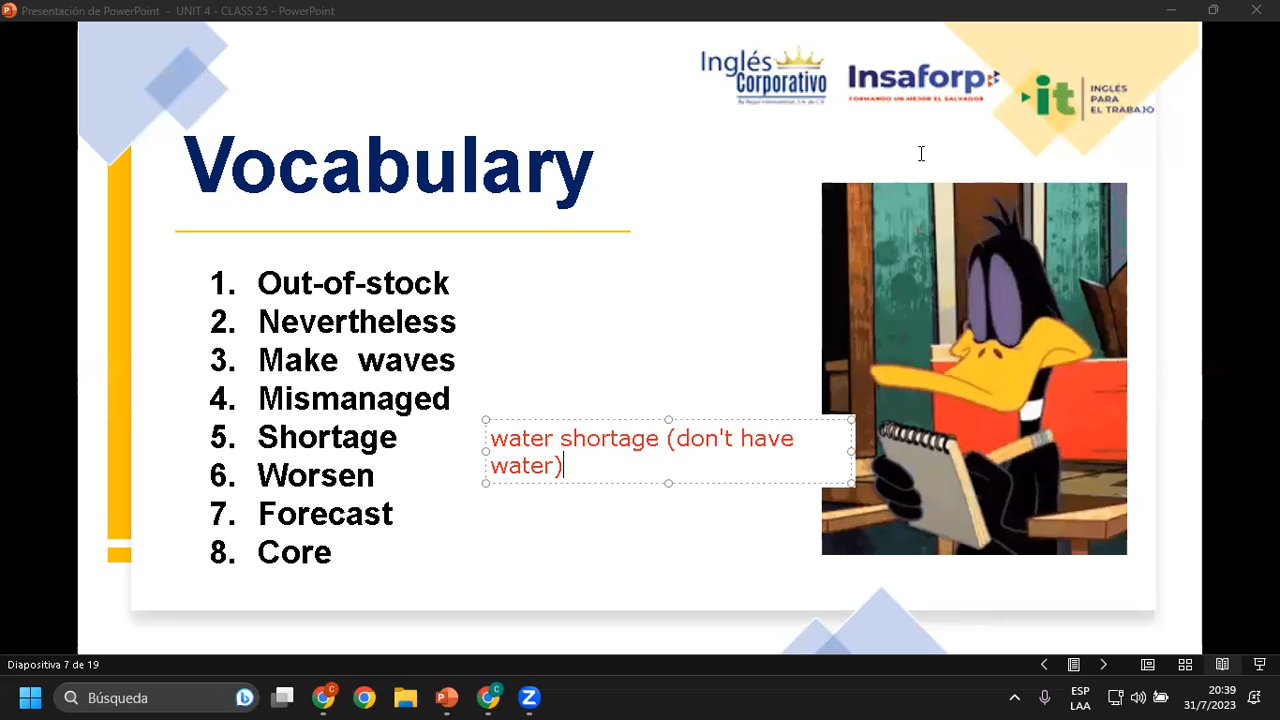 Presentación de PowerPoint - UNIT 4 - CLASS 25 - PowerPoint
Inglés
Corporativo
Insaforp
FORMANDO UN MEJOR EL SALVADOR
it
INGLÉS
PARA
EL TRABAJO
Vocabulary
1. Out-of-stock
2. Nevertheless
3. Make waves
4. Mismanaged
5. Shortage
water shortage (don't have
water)
6. Worsen
7. Forecast
8. Core
Diapositiva 7 de 19
Búsqueda
ESP
LAA
20:39
31/7/2023